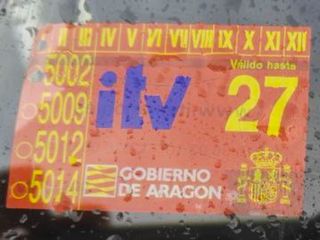 I II III IV V VI VII VIII IX X XI XII
5002
5009
5012
5014
itv
Válido hasta
27
GOBIERNO
DE ARAGON